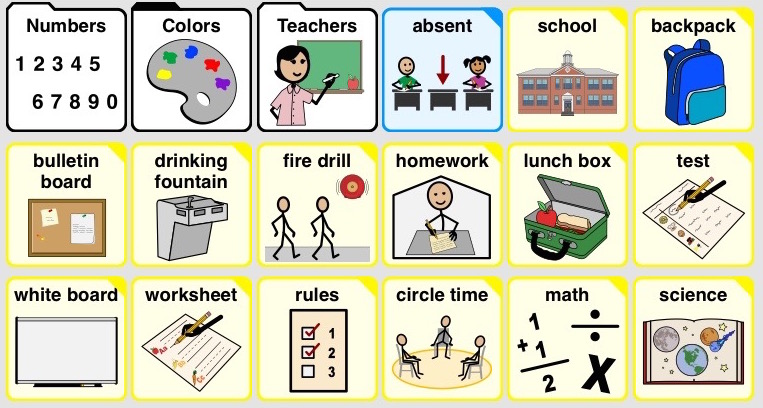 Numbers
1 2 3 4 5
6 7 8 9 0
Colors
Teachers
absent
school
backpack
bulletin
board
drinking
fountain
fire drill
homework
lunch box
test
white board
worksheet
rules
1
2
3
circle time
math
1
+ 1
2
÷
X
science